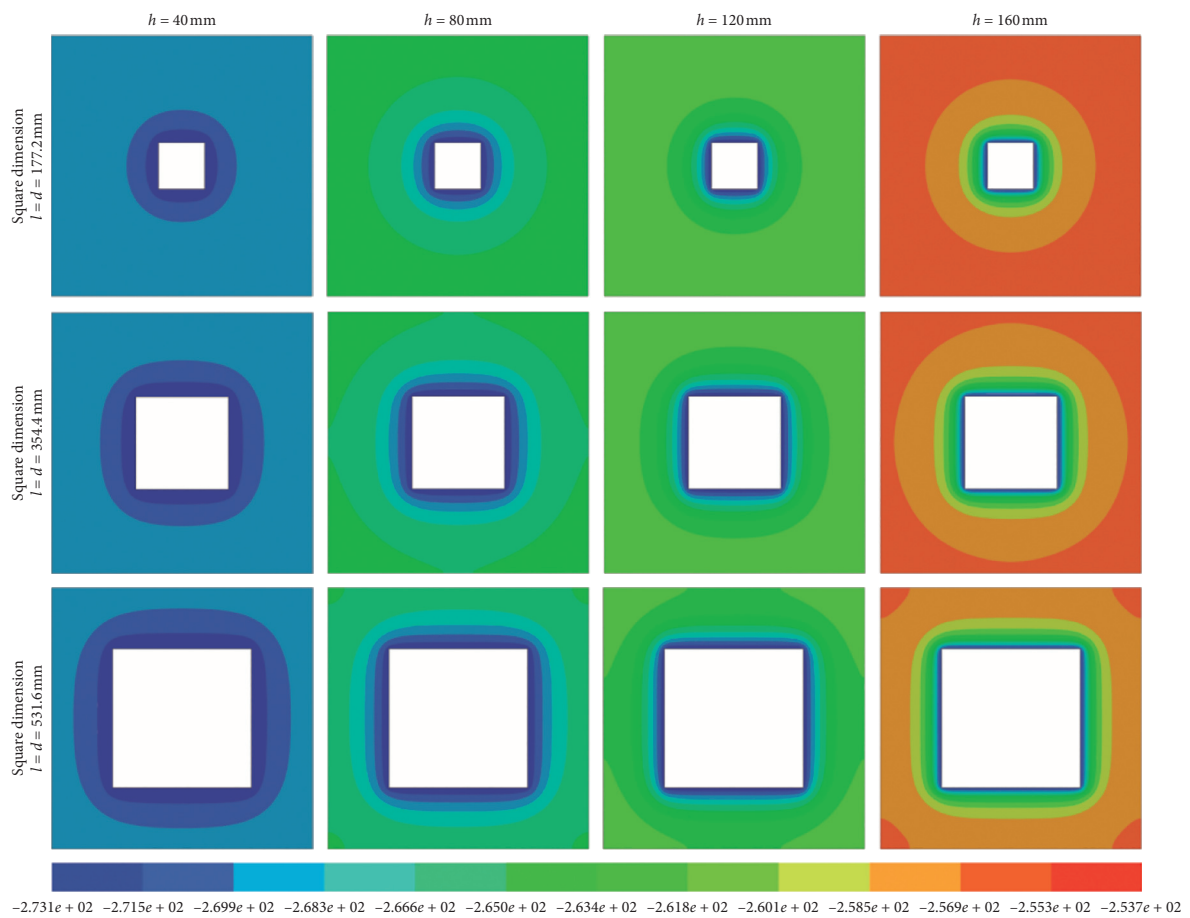 h = 40 mm h = 80 mm h = 120 mm h = 160 mm
Square dimension
l = d = 177.2 mm
Square dimension
l = d = 354.4 mm
Square dimension
l = d = 531.6 mm
−2.731e + 02 −2.715e + 02 −2.699e + 02 −2.683e + 02 −2.666e + 02 −2.650e + 02 −2.634e + 02 −2.618e + 02 −2.601e + 02 −2.585e + 02 −2.569e + 02 −2.553e + 02 −2.537e + 02